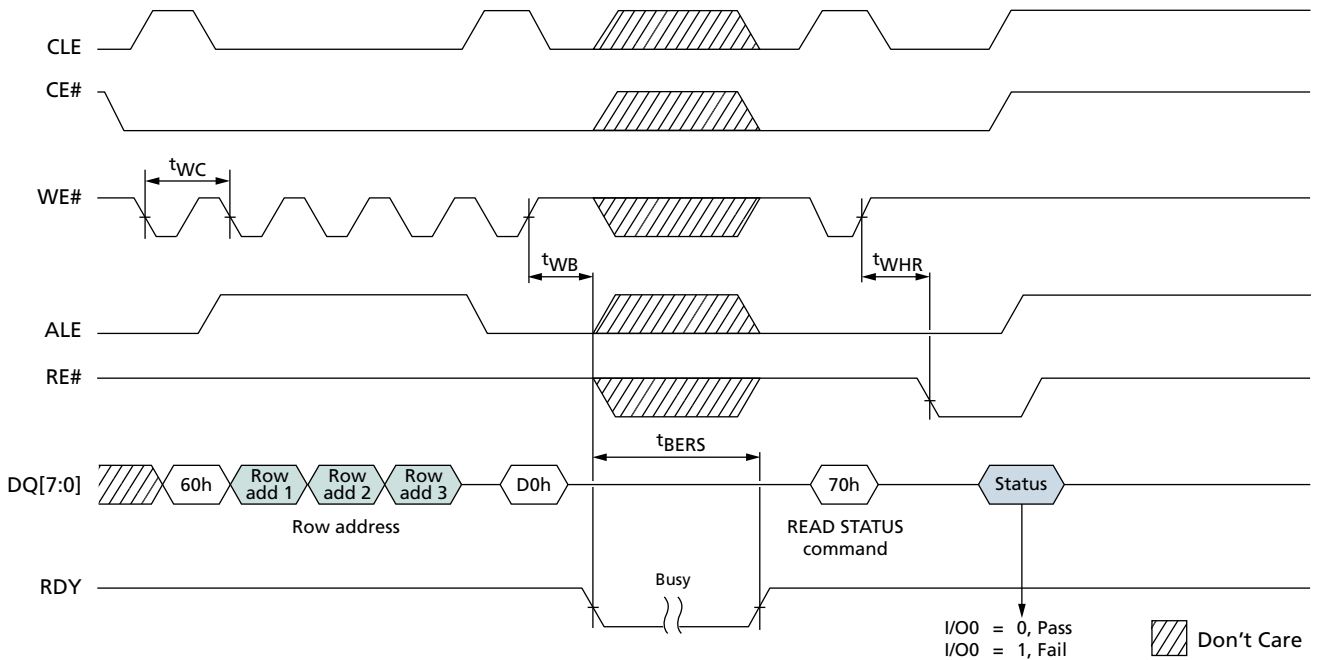 CLE
CE#
tWC
WE#
tWB
tWHR
ALE
RE#
tBERS
DQ[7:0]
60h
Row
add 1
Row
add 2
Row
add 3
D0h
70h
Status
Row address
READ STATUS
command
RDY
Busy
I/O0 = 0, Pass
I/O0 = 1, Fail
Don't Care